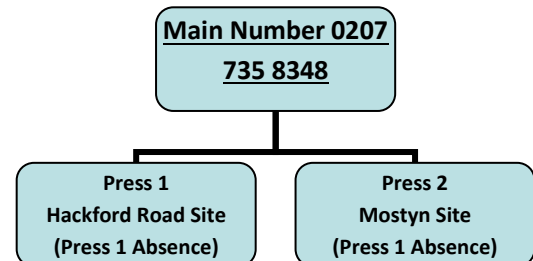 Main Number 0207
735 8348
Press 1
Hackford Road Site
(Press 1 Absence)
Press 2
Mostyn Site
(Press 1 Absence)